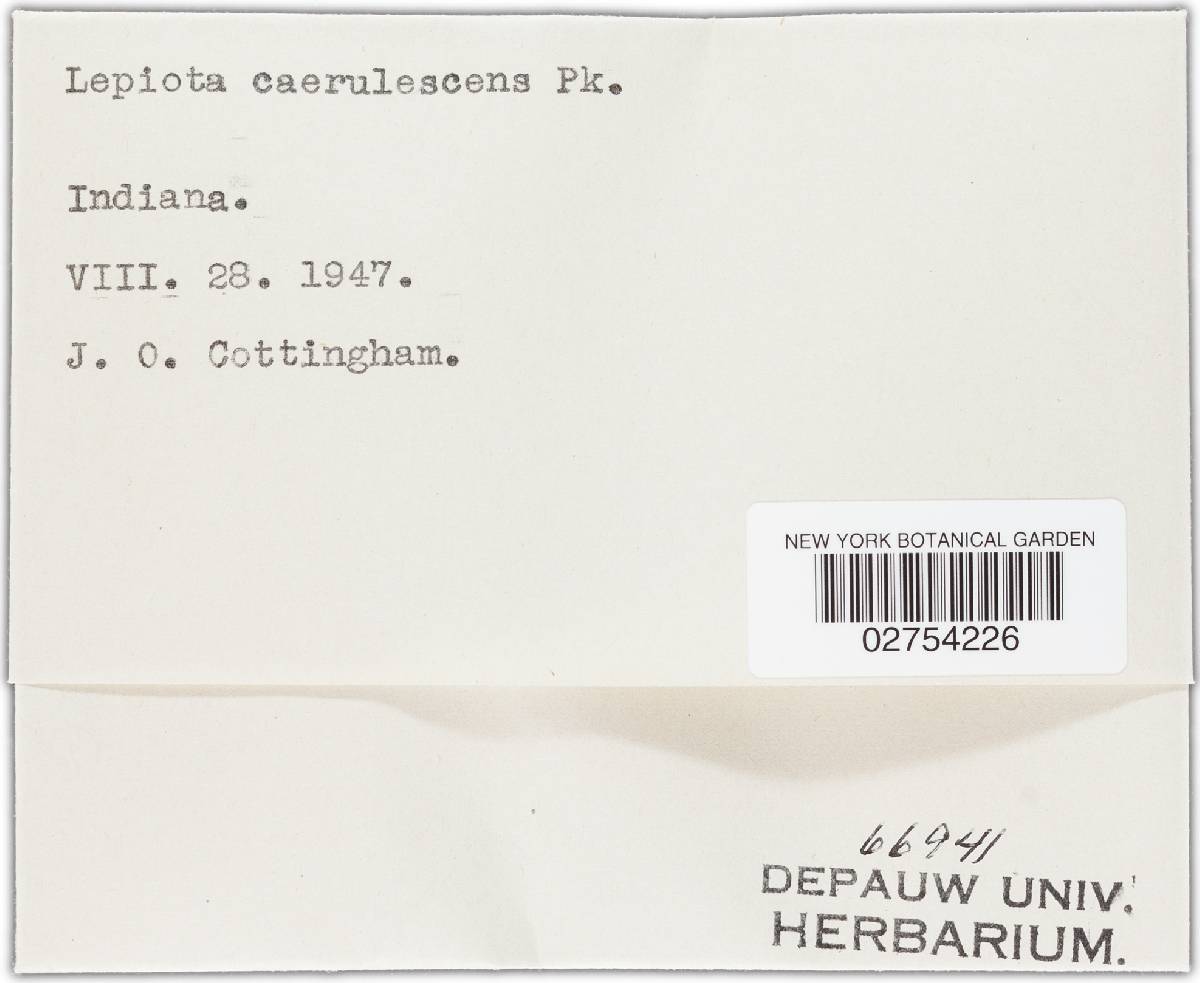 Lepiota caerulescens Pk.
Indiana.
VIII. 28. 1947.
J. O. Cottingham.
NEW YORK BOTANICAL GARDEN
02754226
66941
DEPAUW UNIV.
HERBARIUM.